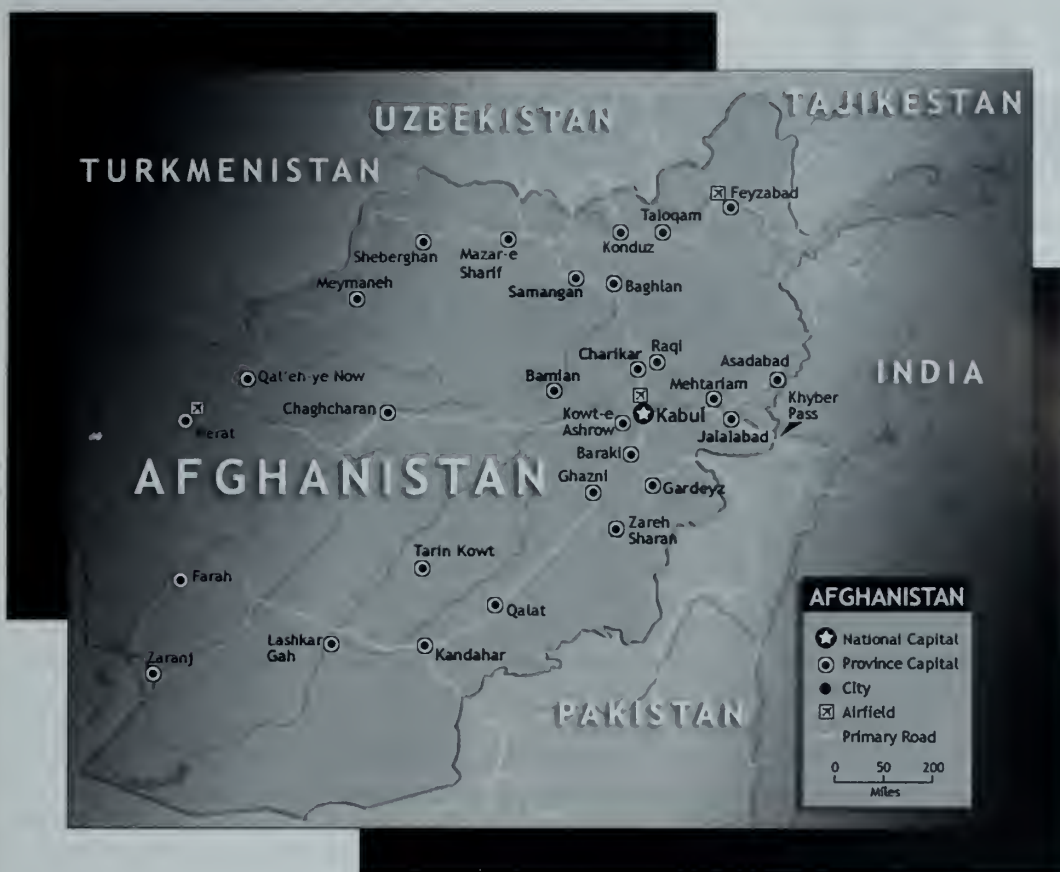 UZBEKISTAN
TAJIKESTAN
TURKMENISTAN
Feyzabad
Taloqam
Konduz
Sheberghan
Mazar-e
Sharif
Meymaneh
Samangan
Baghlan
Charikar
Raqi
Asadabad
INDIA
Qal'eh-ye Now
Bamian
Mehtarlam
Khyber
Pass
Chaghcharan
Kowt-e
Ashrow
Kabul
Jalalabad
Herat
Baraki
AFGHANISTAN
Ghazni
Gardeyz
Zareh
Sharan
Tarin Kowt
Farah
Qalat
Lashkar
Gah
Kandahar
Zaranj
PAKISTAN
AFGHANISTAN
National Capital
Province Capital
City
Airfield
Primary Road
0 50 200
Miles